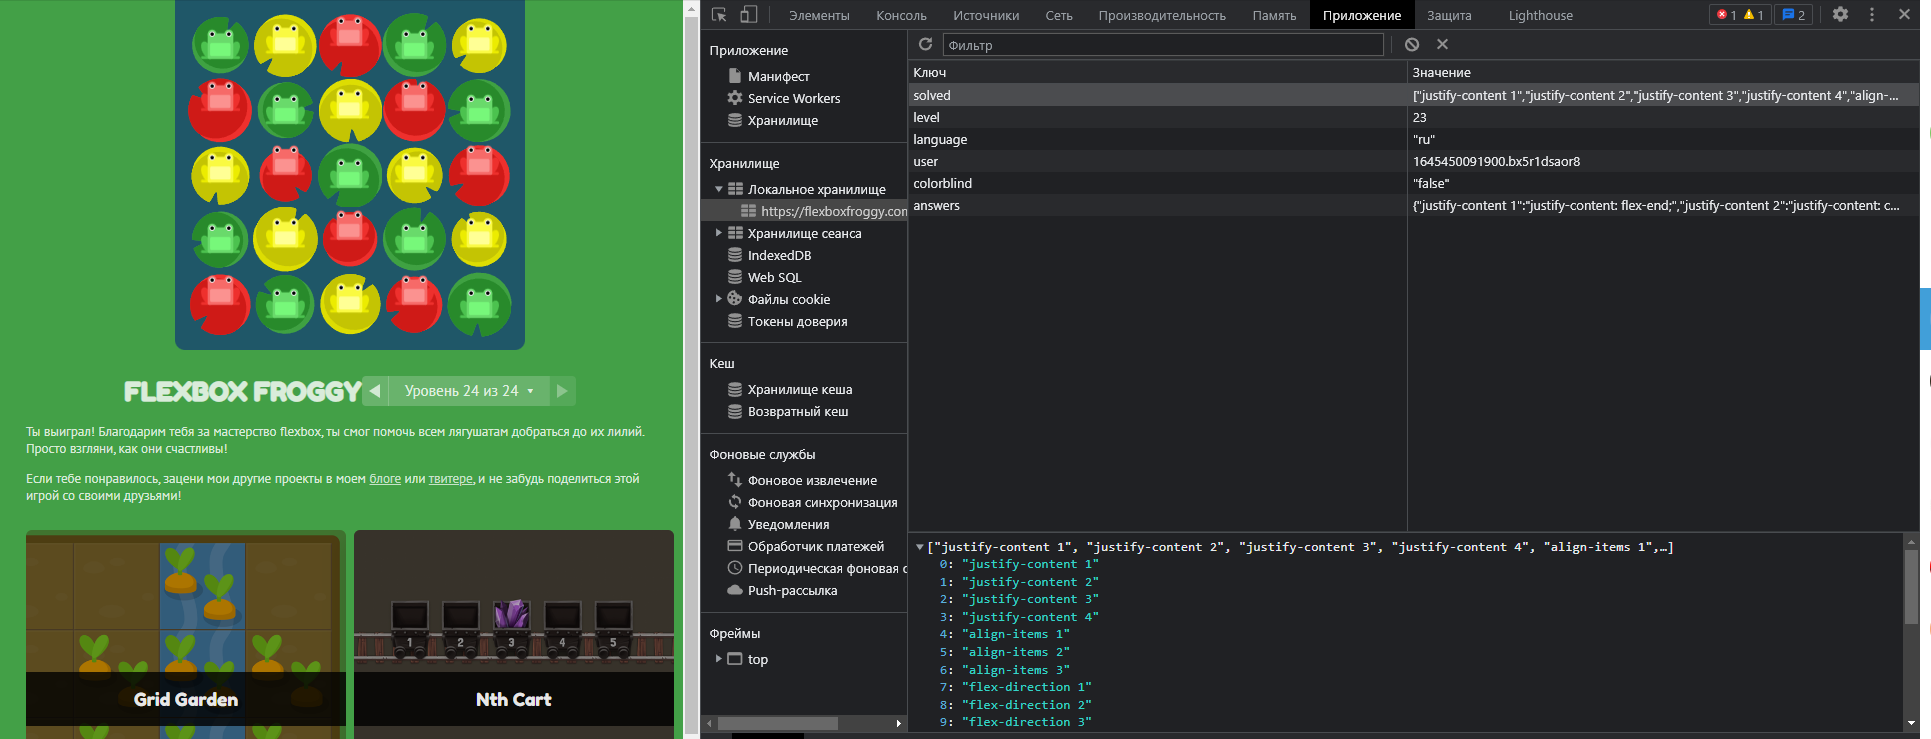 FLEXBOX FROGGY
Уровень 24 из 24
Ты выиграл! Благодарим тебя за мастерство flexbox, ты смог помочь всем лягушатам добраться до их лилий.
Просто взгляни, как они счастливы!
Если тебе понравилось, зацени мои другие проекты в моем блоге или твитере, и не забудь поделиться этой
игрой со своими друзьями!
Grid Garden
1 2 3 4 5
Nth Cart
Элементы Консоль Источники Сеть Производительность Память Приложение Защита Lighthouse 1 1 2
Приложение
Манифест
Service Workers
Хранилище
Хранилище
Локальное хранилище
https://flexboxfroggy.com
Хранилище сеанса
IndexedDB
Web SQL
Файлы cookie
Токены доверия
Кеш
Хранилище кеша
Возвратный кеш
Фоновые службы
Фоновое извлечение
Фоновая синхронизация
Уведомления
Обработчик платежей
Периодическая фоновая с
Push-рассылка
Фреймы
top
Фильтр
Ключ Значение
solved ["justify-content 1","justify-content 2","justify-content 3","justify-content 4","align-...
level 23
language "ru"
user 1645450091900.bx5r1dsaor8
colorblind "false"
answers {"justify-content 1":"justify-content: flex-end;","justify-content 2":"justify-content: c...
["justify-content 1", "justify-content 2", "justify-content 3", "justify-content 4", "align-items 1",…]
0: "justify-content 1"
1: "justify-content 2"
2: "justify-content 3"
3: "justify-content 4"
4: "align-items 1"
5: "align-items 2"
6: "align-items 3"
7: "flex-direction 1"
8: "flex-direction 2"
9: "flex-direction 3"